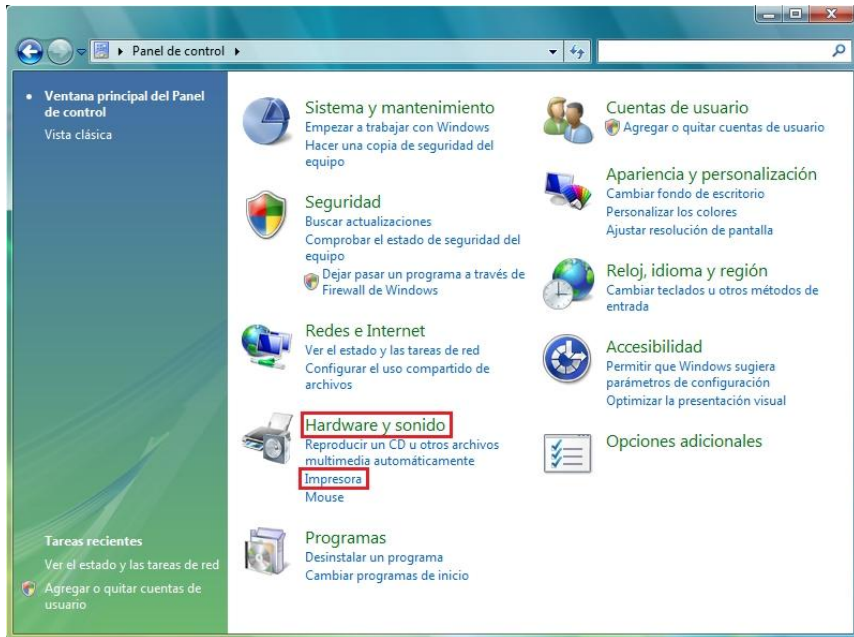 Panel de control
Ventana principal del Panel
de control
Vista clásica
Sistema y mantenimiento
Empezar a trabajar con Windows
Hacer una copia de seguridad del
equipo
Seguridad
Buscar actualizaciones
Comprobar el estado de seguridad del
equipo
Dejar pasar un programa a través de
Firewall de Windows
Redes e Internet
Ver el estado y las tareas de red
Configurar el uso compartido de
archivos
Hardware y sonido
Reproducir un CD u otros archivos
multimedia automáticamente
Impresora
Mouse
Programas
Desinstalar un programa
Cambiar programas de inicio
Cuentas de usuario
Agregar o quitar cuentas de usuario
Apariencia y personalización
Cambiar fondo de escritorio
Personalizar los colores
Ajustar resolución de pantalla
Reloj, idioma y región
Cambiar teclados u otros métodos de
entrada
Accesibilidad
Permitir que Windows sugiera
parámetros de configuración
Optimizar la presentación visual
Opciones adicionales
Tareas recientes
Ver el estado y las tareas de red
Agregar o quitar cuentas de
usuario